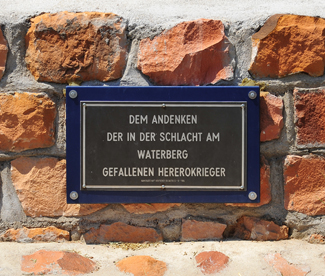 DEM ANDENKEN
DER IN DER SCHLACHT AM
WATERBERG
GEFALLENEN HEREROKRIEGER